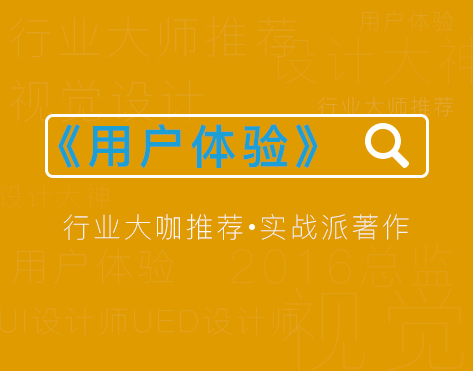 行业大师推荐
用户体验
设计大神
视觉设计
行业大师推荐
《用户体验》
设计大神
行业大咖推荐•实战派著作
用户体验
2016总监
UI设计师UED设计师
视觉